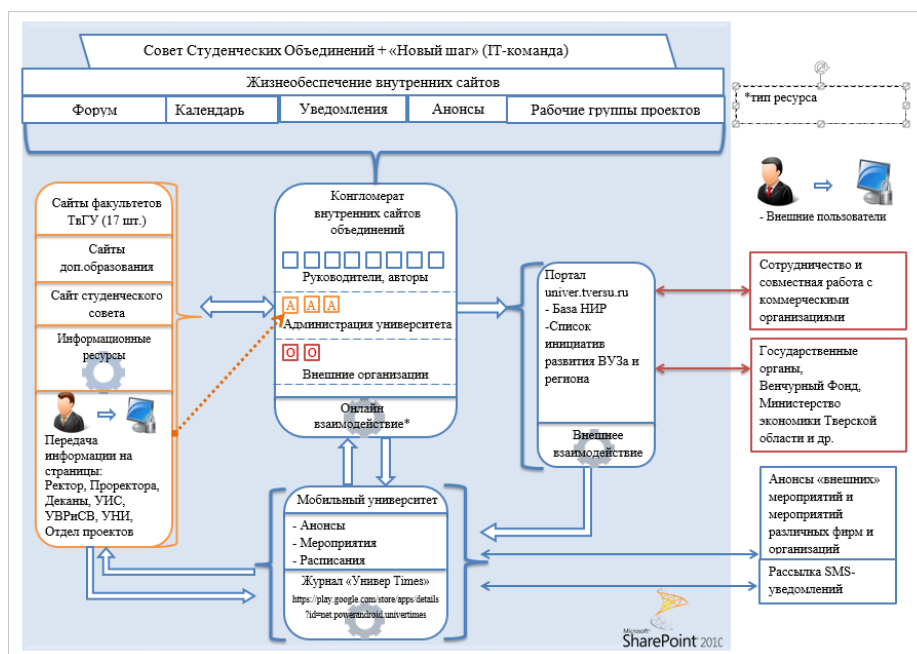 Совет Студенческих Объединений + «Новый шаг» (IT-команда)
Жизнеобеспечение внутренних сайтов
Форум
Календарь
Уведомления
Анонсы
Рабочие группы проектов
*тип ресурса
- Внешние пользователи
Сайты факультетов
ТвГУ (17 шт.)
Сайты
доп.образования
Сайт студенческого
совета
Информационные
ресурсы
Передача
информации на
страницы:
Ректор, Проректора,
Деканы, УИС,
УВРиСВ, УНИ,
Отдел проектов
Конгломерат
внутренних сайтов
объединений
Руководители, авторы
А А А
Администрация университета
О О
Внешние организации
Онлайн
взаимодействие*
Портал
univer.tversu.ru
- База НИР
-Список
инициатив
развития ВУЗа и
региона
Внешнее
взаимодействие
Сотрудничество и
совместная работа с
коммерческими
организациями
Государственные
органы,
Венчурный Фонд,
Министерство
экономики Тверской
области и др.
Мобильный университет
- Анонсы
- Мероприятия
- Расписания
Журнал «Универ Times»
https://play.google.com/store/apps/details
?id=net.powerandroid.univertimes
Анонсы «внешних»
мероприятий и
мероприятий
различных фирм и
организаций
Рассылка SMS-
уведомлений
Microsoft
SharePoint 2010